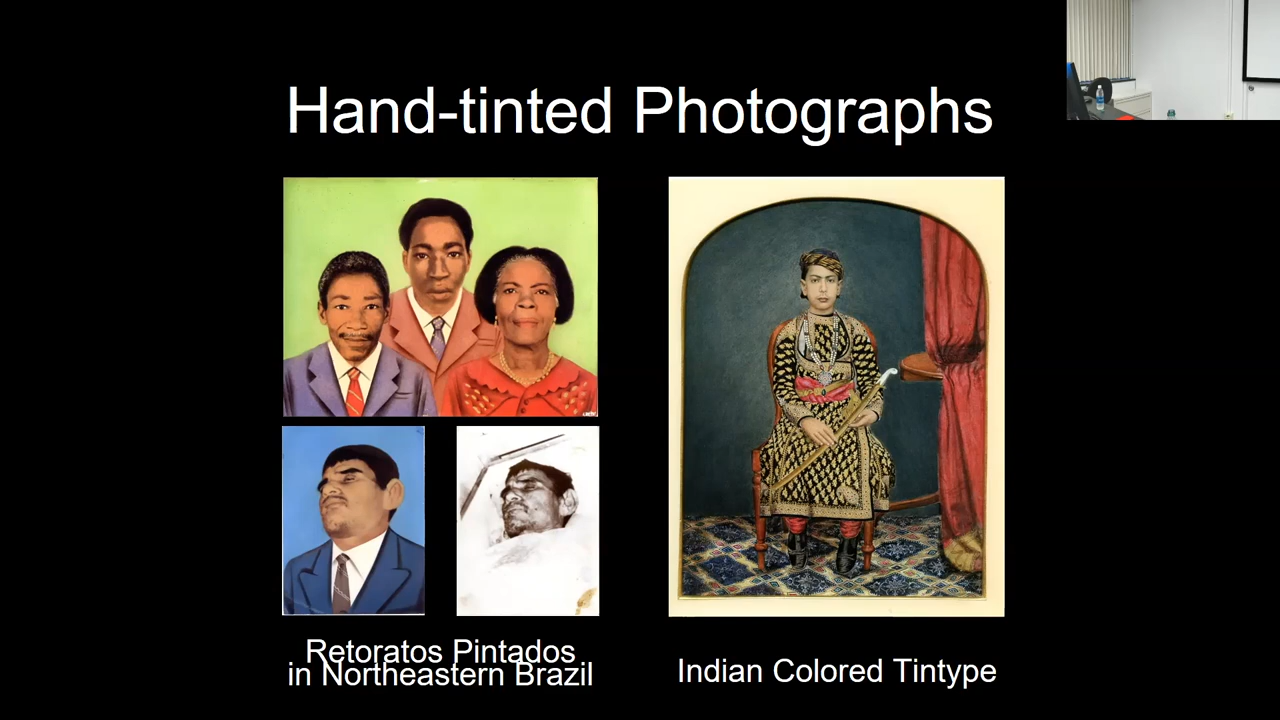 Hand-tinted Photographs
Retoratos Pintados
in Northeastern Brazil
Indian Colored Tintype